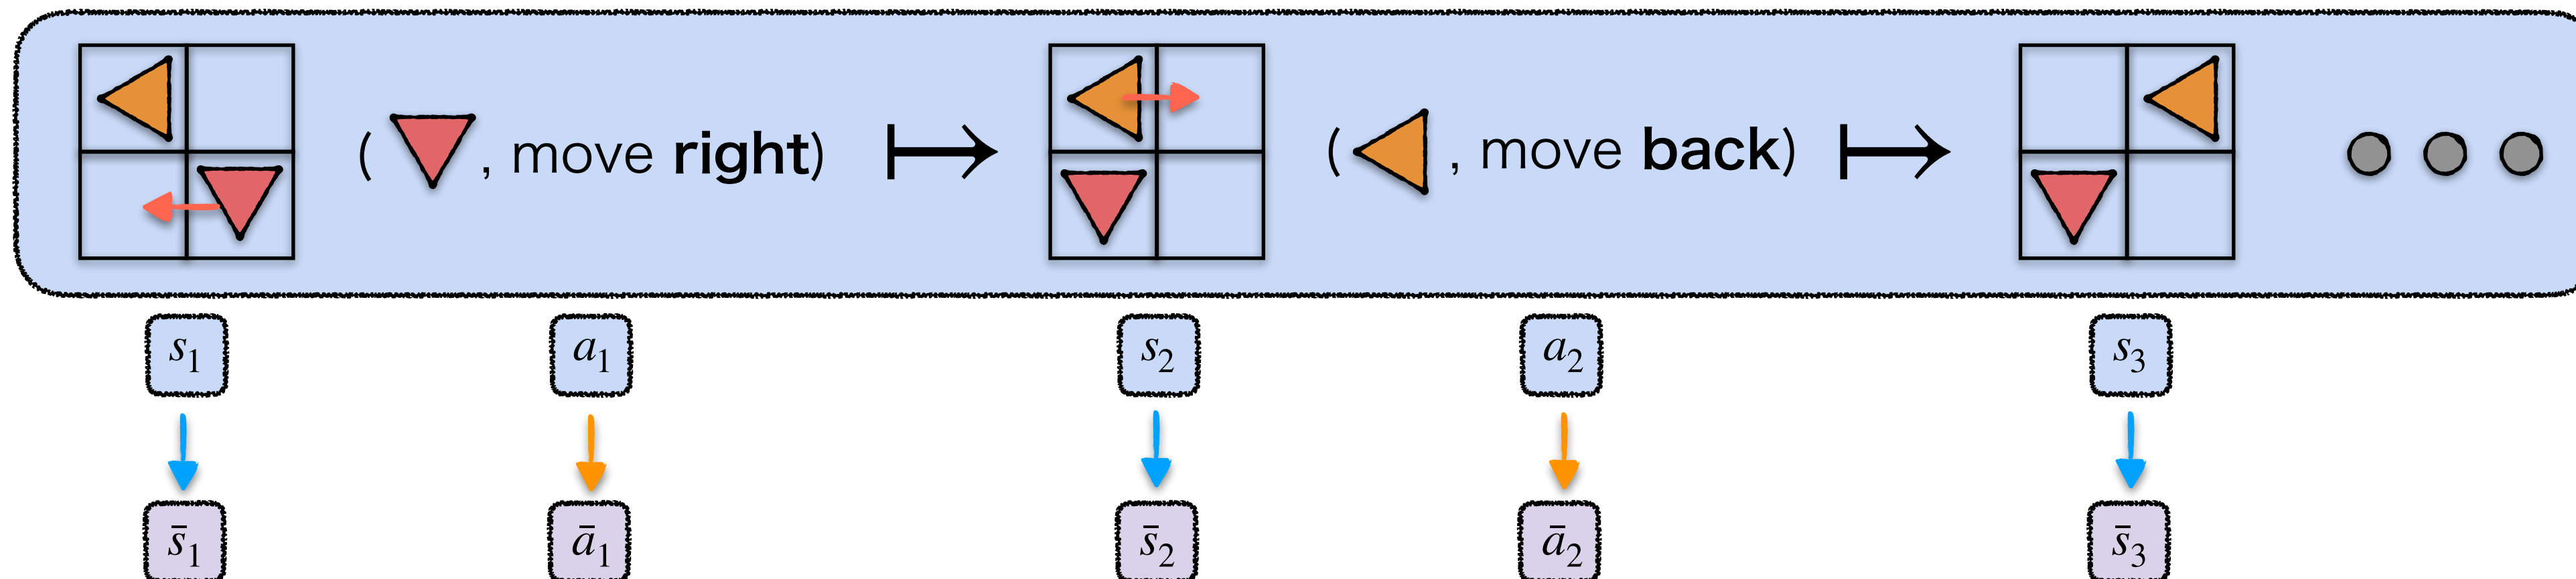 ( , move right)
( , move back)
s₁ a₁ s₂ a₂ s₃
s̄₁ ā₁ s̄₂ ā₂ s̄₃